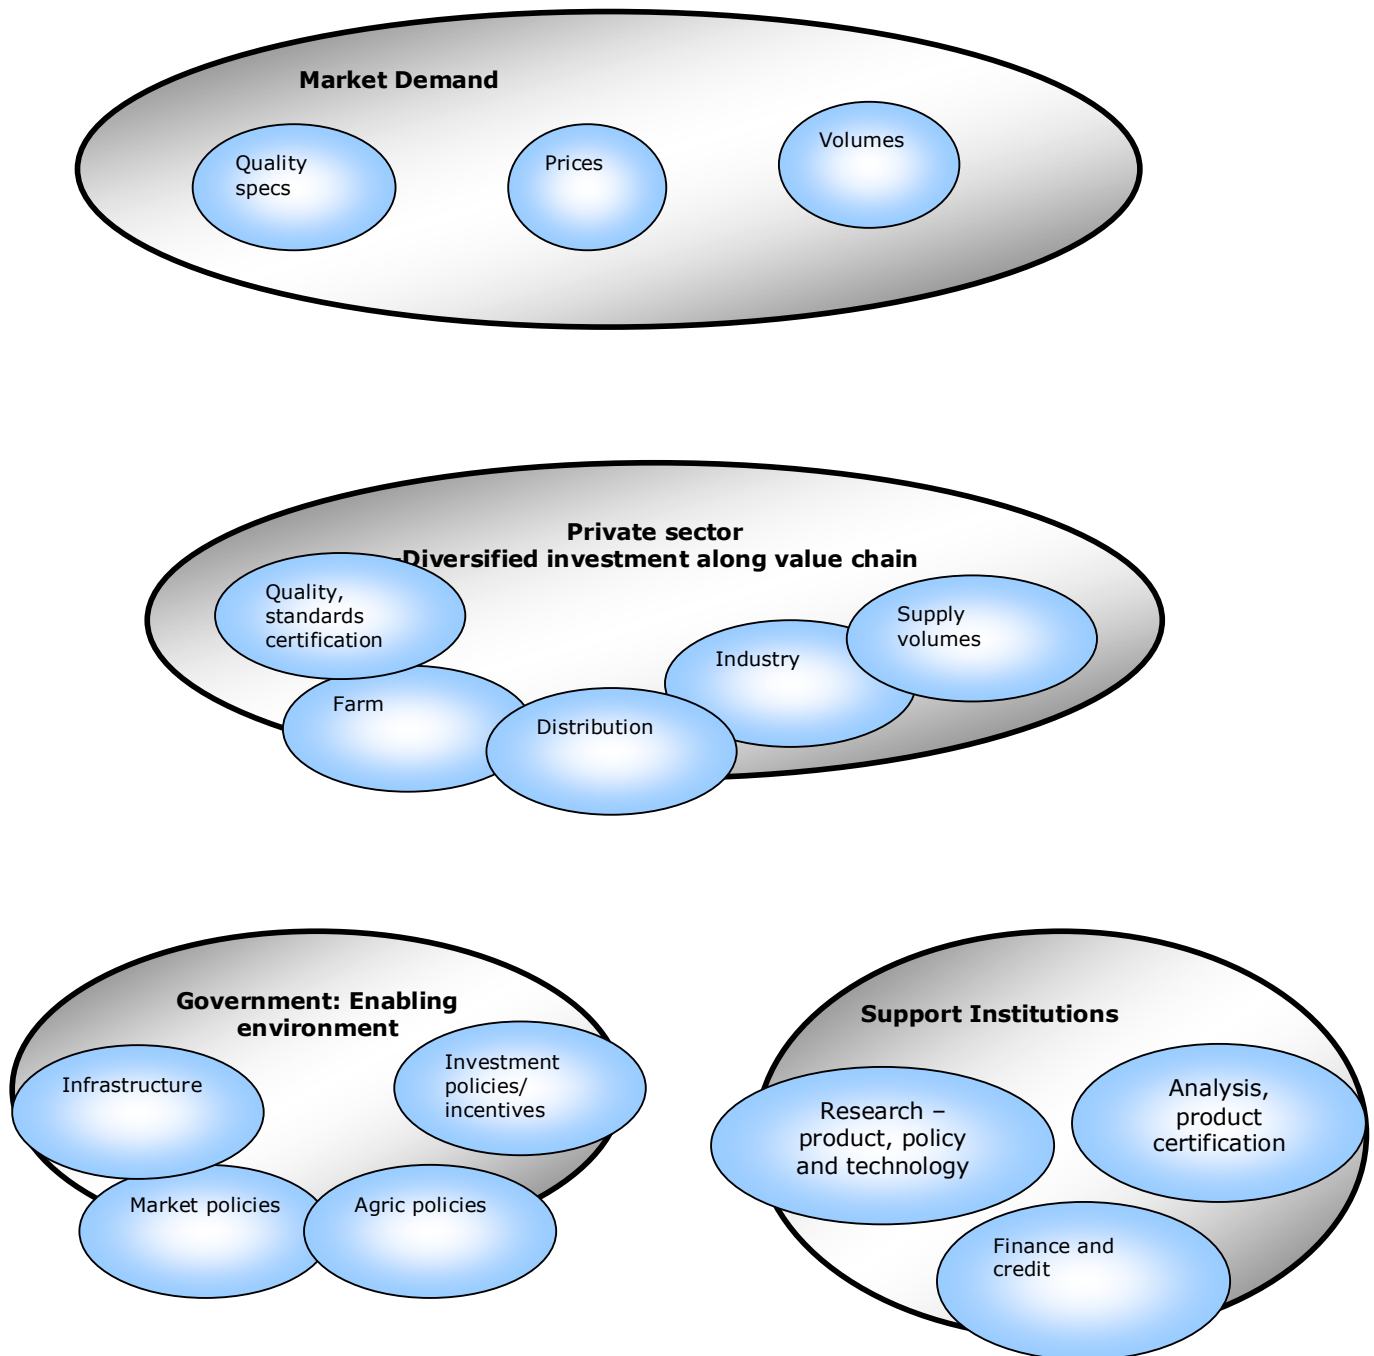 Market Demand
Quality
specs
Prices
Volumes
Private sector
-Diversified investment along value chain
Quality,
standards
certification
Farm
Distribution
Industry
Supply
volumes
Government: Enabling
environment
Infrastructure
Investment
policies/
incentives
Market policies
Agric policies
Support Institutions
Research –
product, policy
and technology
Analysis,
product
certification
Finance and
credit